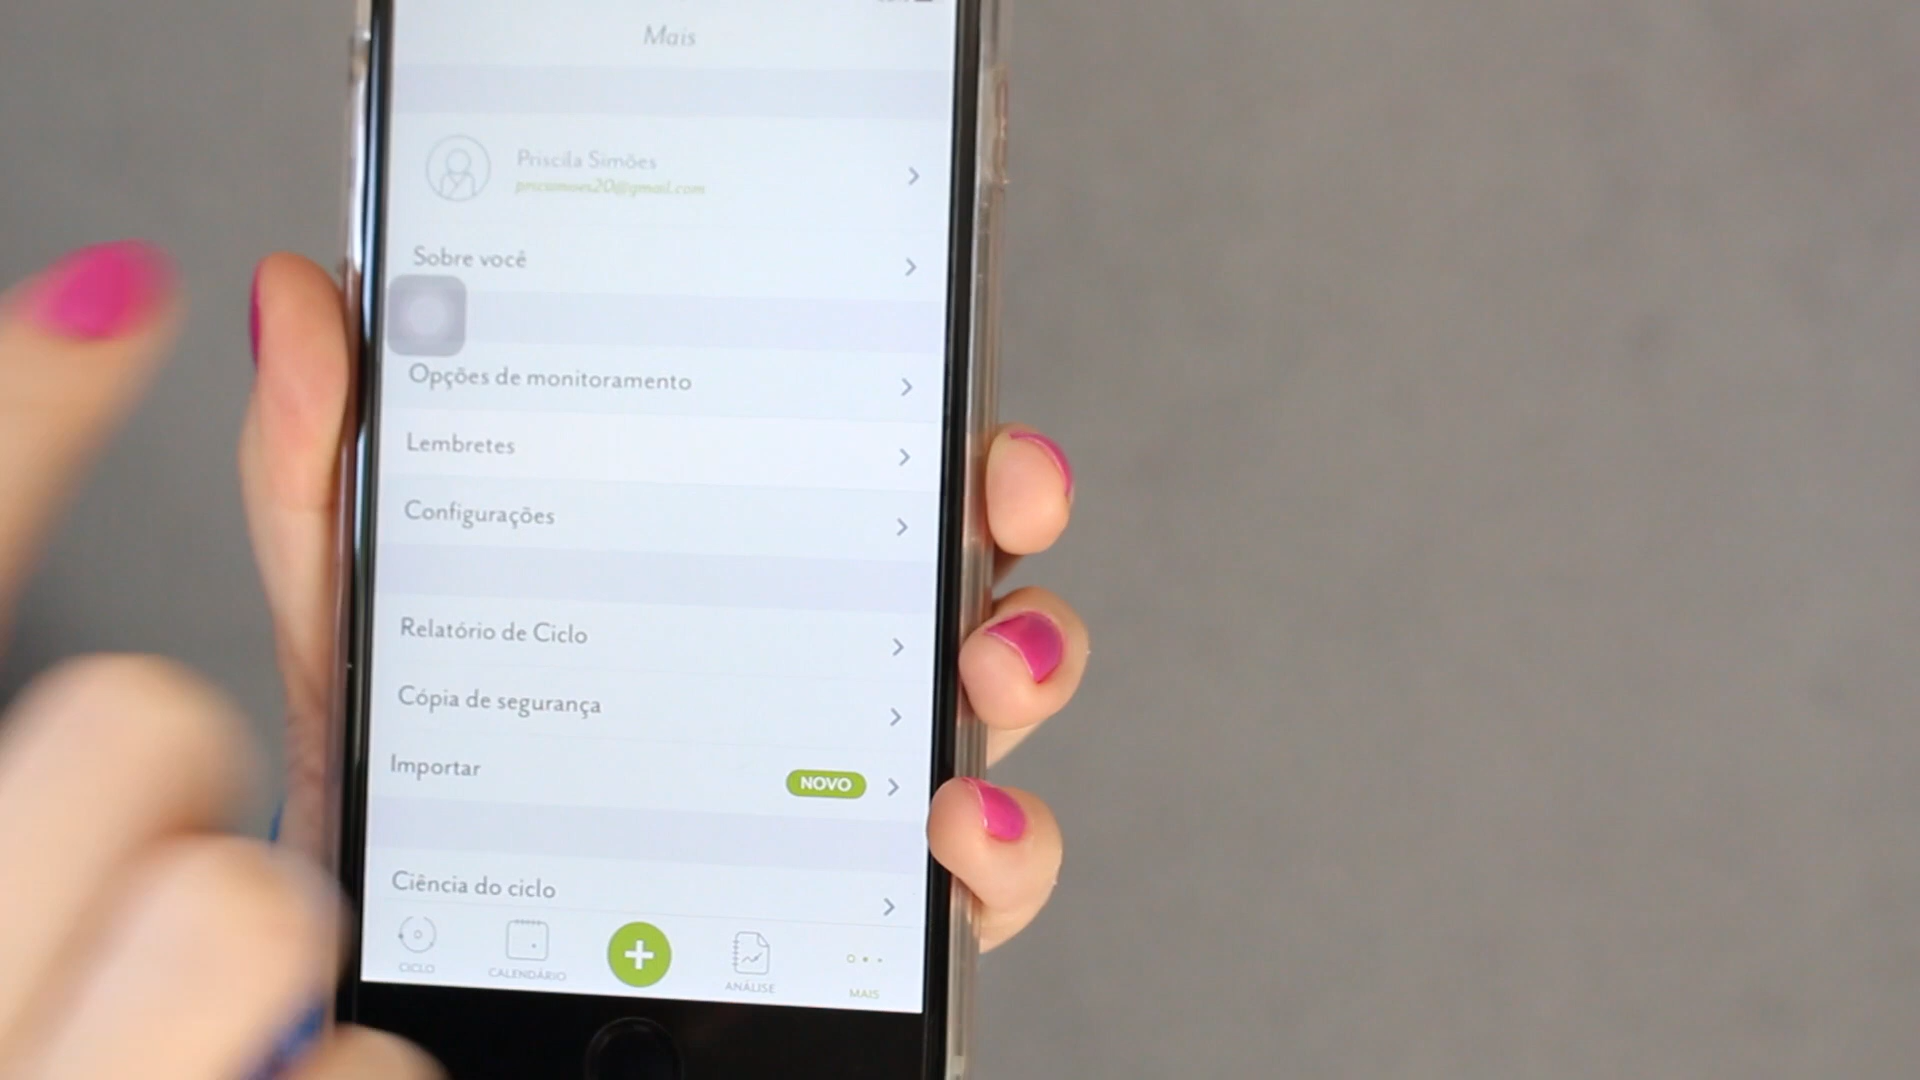 Mais
Priscila Simões
Sobre você
Opções de monitoramento
Lembretes
Configurações
Relatório de Ciclo
Cópia de segurança
Importar
NOVO
Ciência do ciclo
CICLO
CALENDÁRIO
ANÁLISE
MAIS